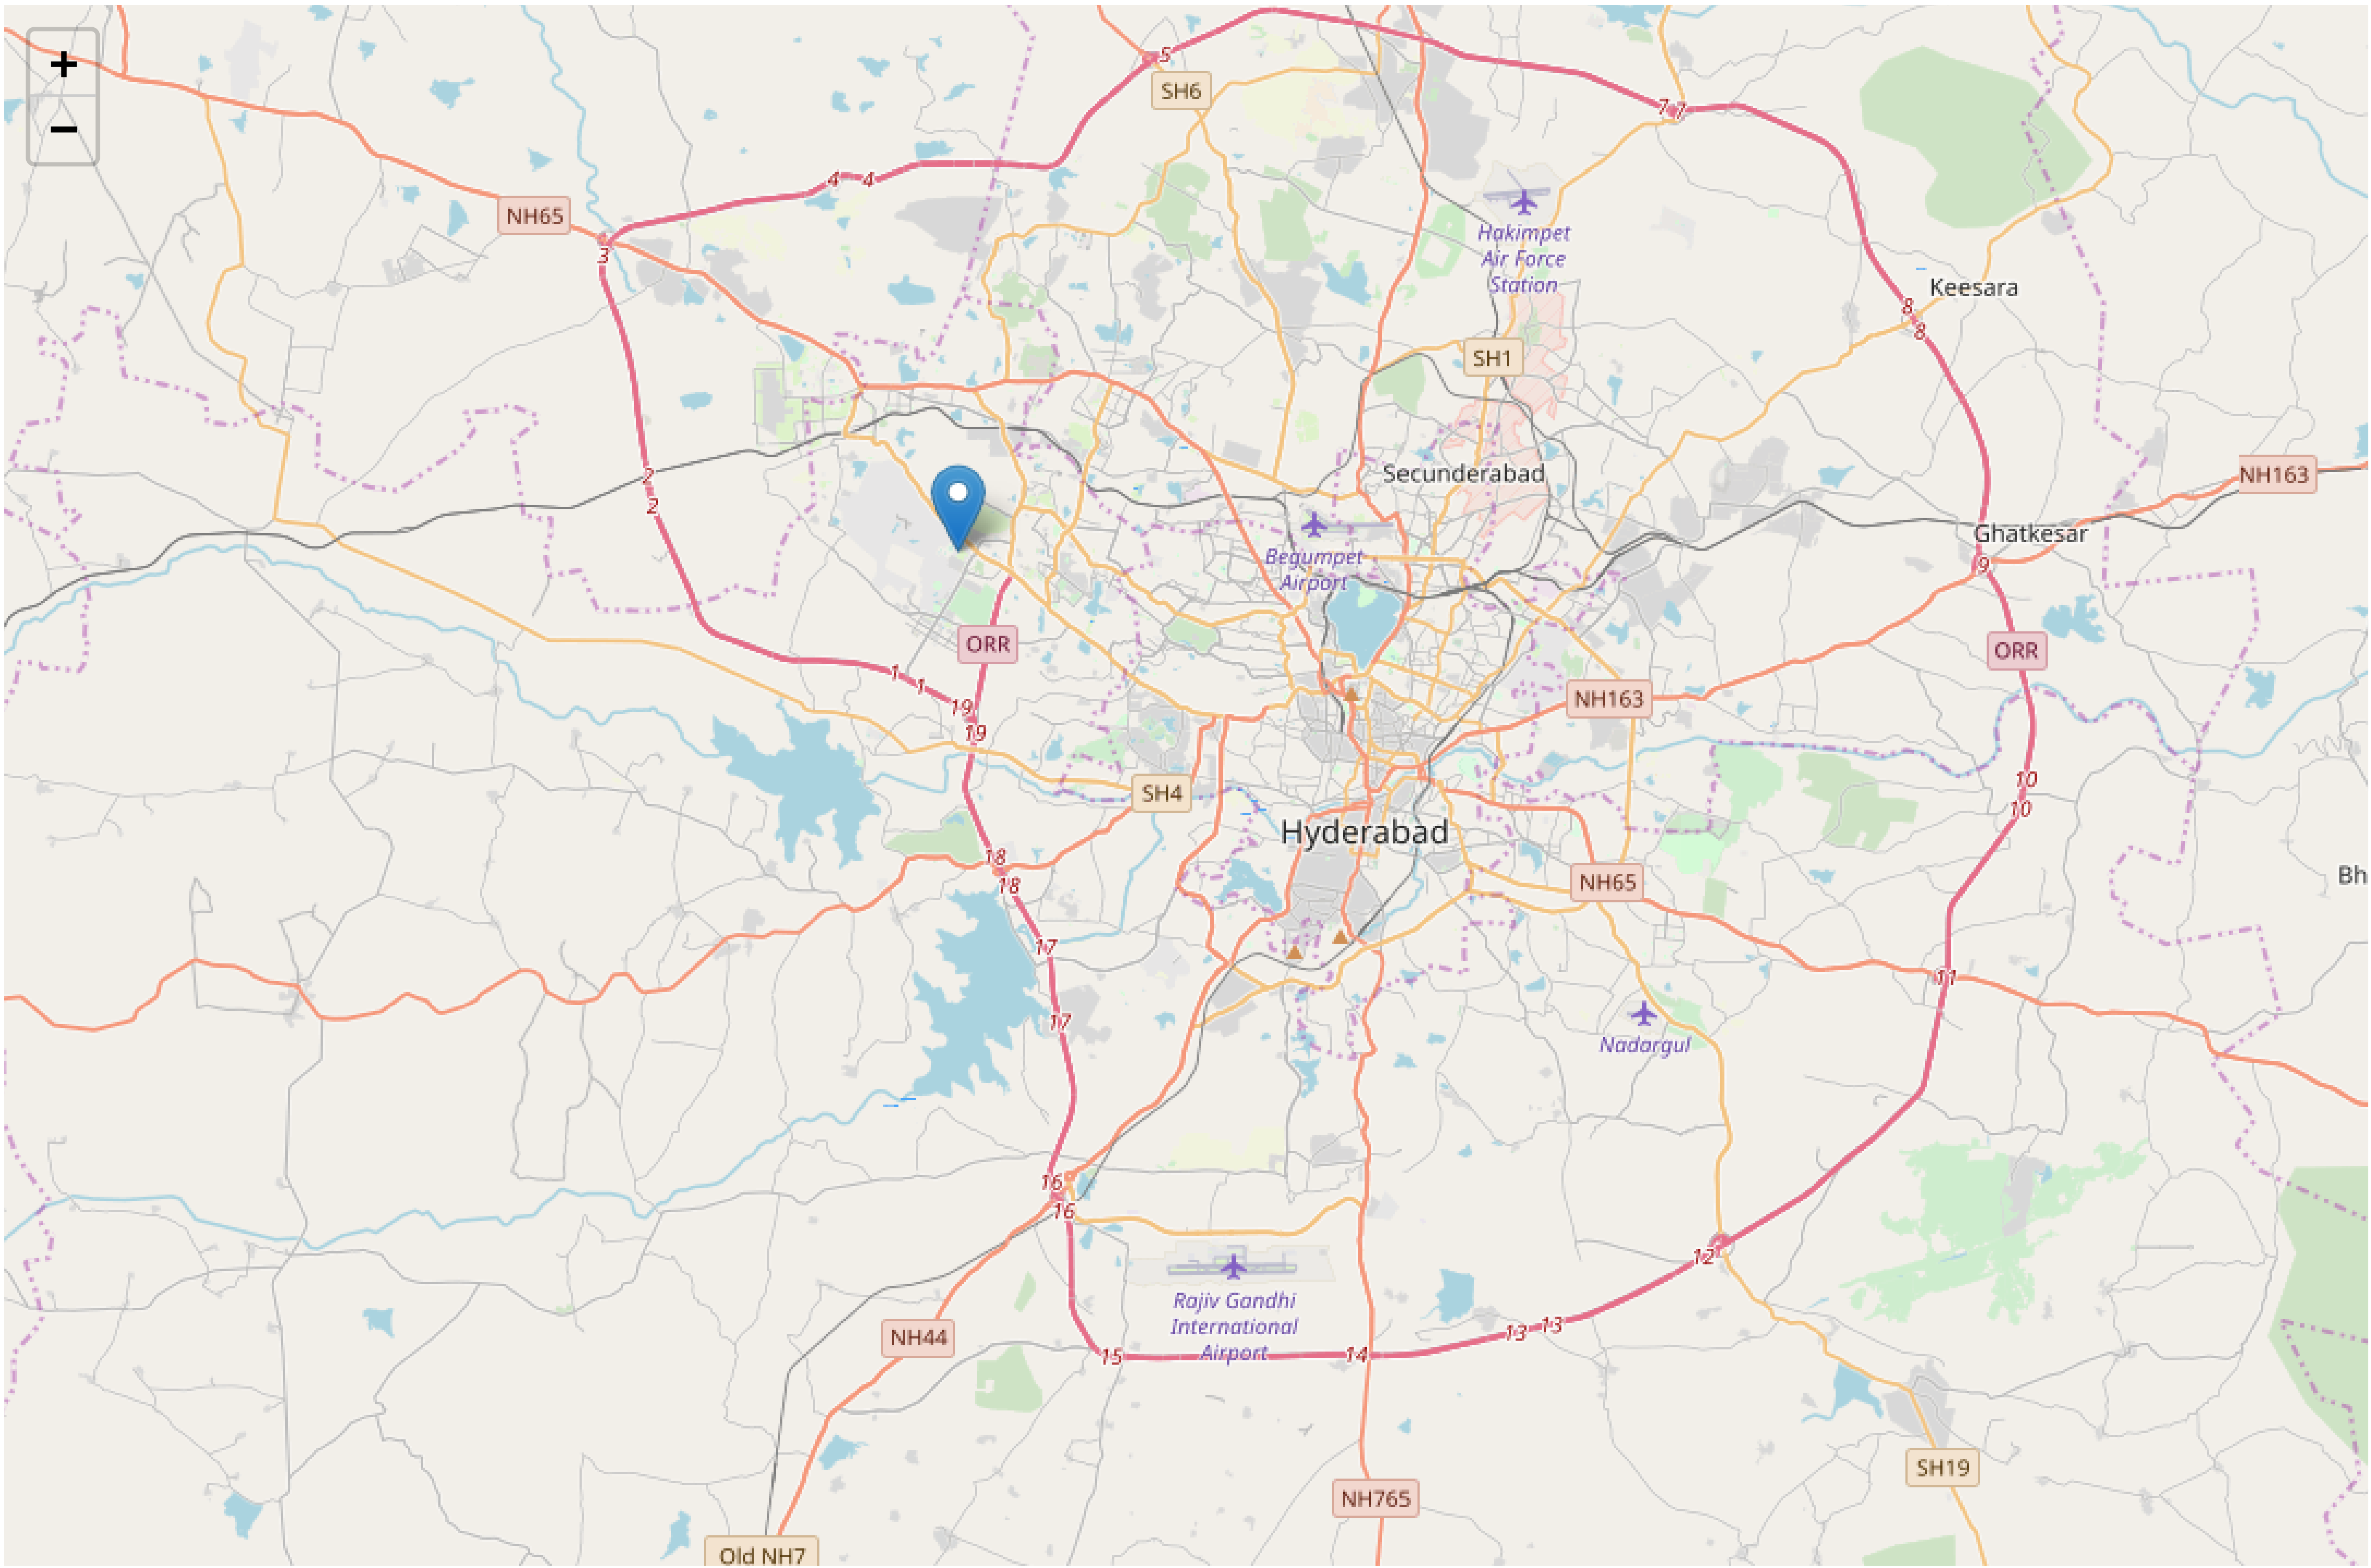 +
−
5
SH6
7 7
4 4
NH65
3
Hakimpet
Air Force
Station
Keesara
8
8
SH1
2
2
Secunderabad
NH163
Ghatkesar
Begumpet
Airport
9
ORR
ORR
1
1
NH163
19
19
10
10
SH4
Hyderabad
18
18
NH65
Bh
17
11
17
Nadargul
16
16
12
Rajiv Gandhi
International
Airport
NH44
13 13
15
14
SH19
NH765
Old NH7